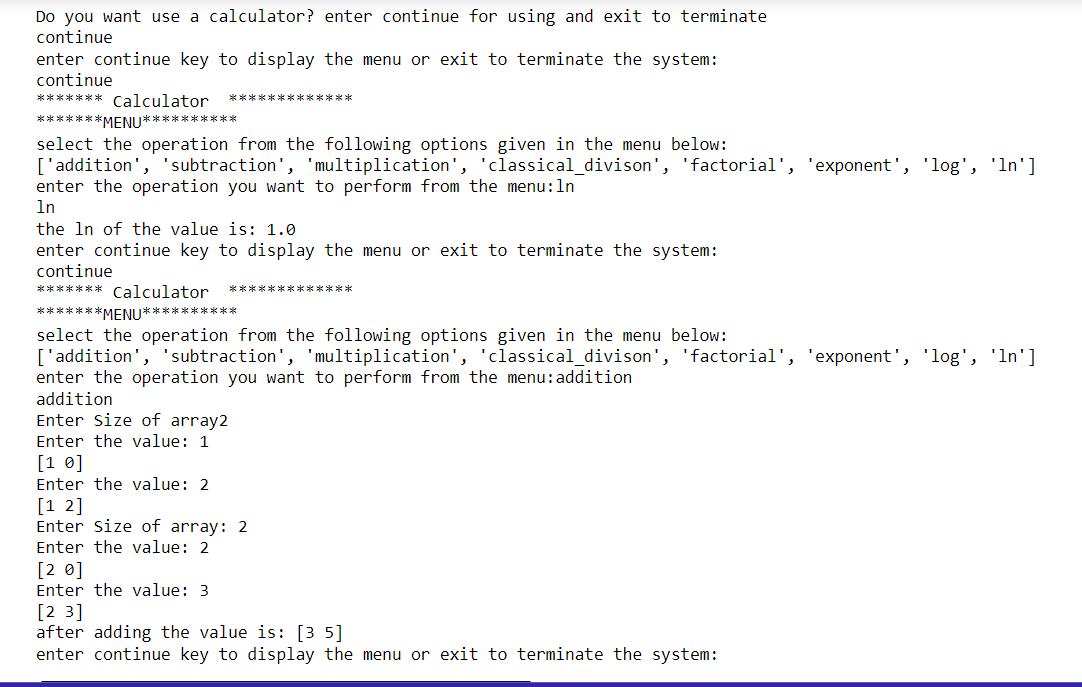 Do you want use a calculator? enter continue for using and exit to terminate
continue
enter continue key to display the menu or exit to terminate the system:
continue
******* Calculator  *************
*******MENU**********
select the operation from the following options given in the menu below:
['addition', 'subtraction', 'multiplication', 'classical_divison', 'factorial', 'exponent', 'log', 'ln']
enter the operation you want to perform from the menu:ln
ln
the ln of the value is: 1.0
enter continue key to display the menu or exit to terminate the system:
continue
******* Calculator  *************
*******MENU**********
select the operation from the following options given in the menu below:
['addition', 'subtraction', 'multiplication', 'classical_divison', 'factorial', 'exponent', 'log', 'ln']
enter the operation you want to perform from the menu:addition
addition
Enter Size of array2
Enter the value: 1
[1 0]
Enter the value: 2
[1 2]
Enter Size of array: 2
Enter the value: 2
[2 0]
Enter the value: 3
[2 3]
after adding the value is: [3 5]
enter continue key to display the menu or exit to terminate the system: